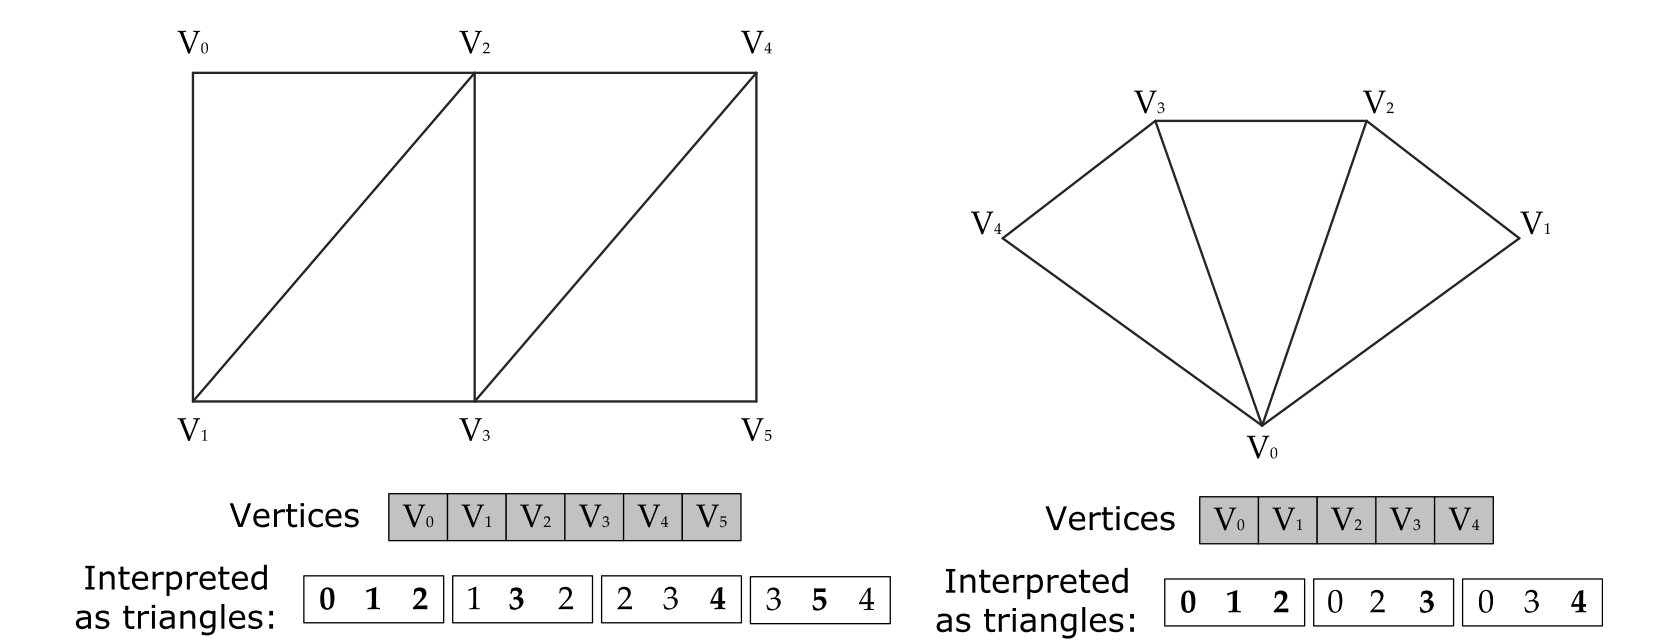 V0 V2 V4
V1 V3 V5
Vertices V0 V1 V2 V3 V4 V5
Interpreted
as triangles: 0 1 2 1 3 2 2 3 4 3 5 4
V3 V2
V4 V1
V0
Vertices V0 V1 V2 V3 V4
Interpreted
as triangles: 0 1 2 0 2 3 0 3 4